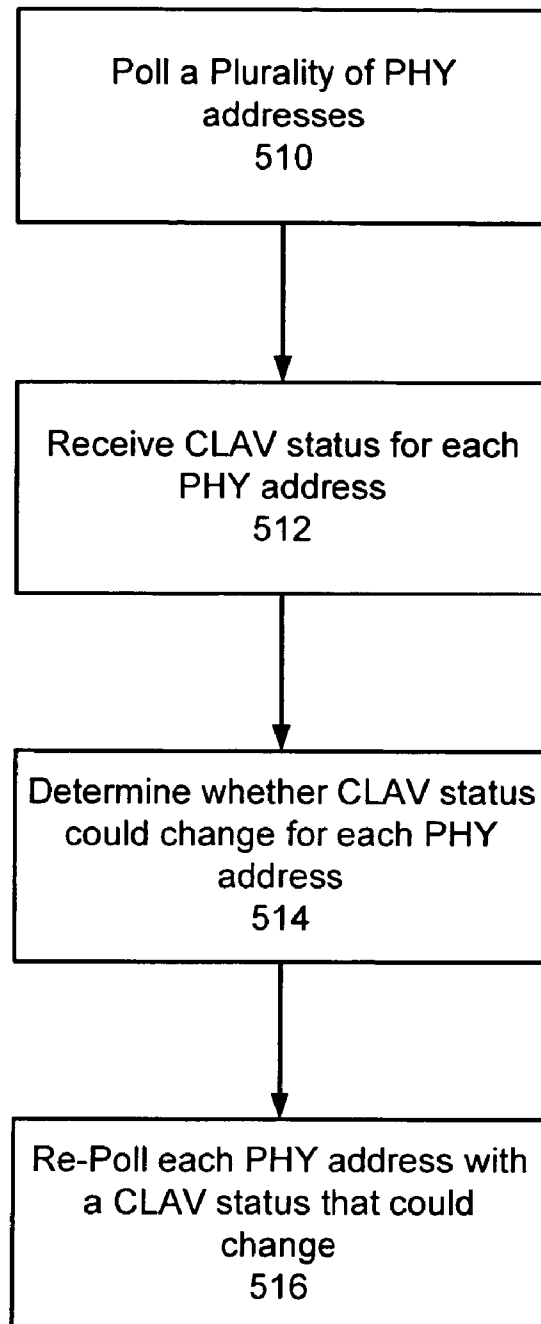 Poll a Plurality of PHY
addresses
510
Receive CLAV status for each
PHY address
512
Determine whether CLAV status
could change for each PHY
address
514
Re-Poll each PHY address with
a CLAV status that could
change
516